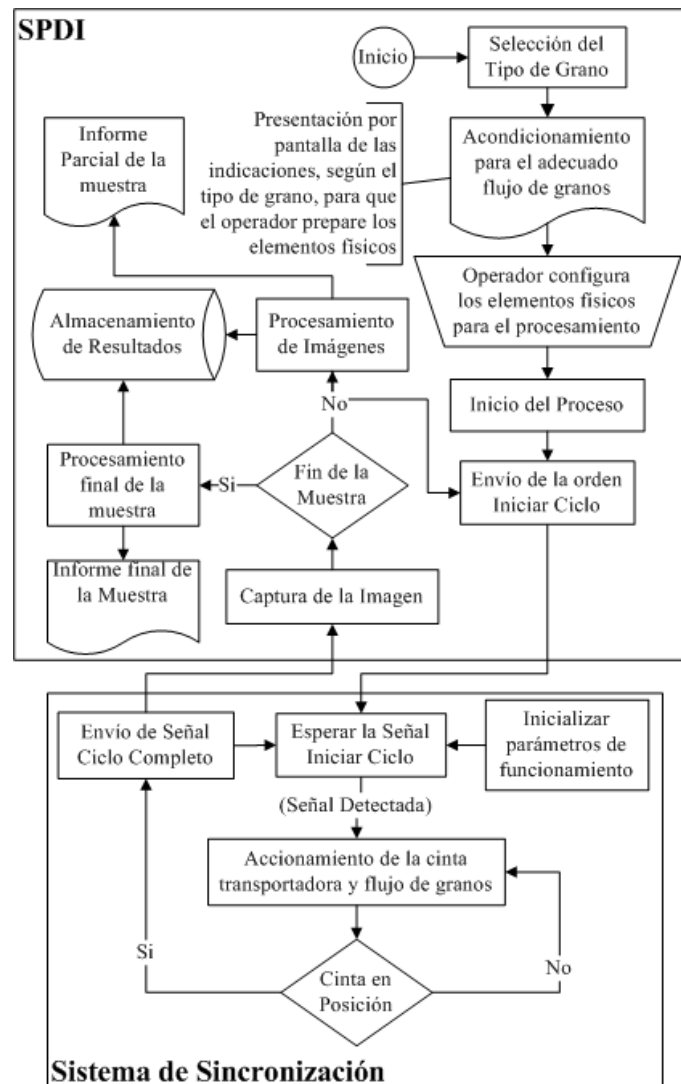 SPDI
Inicio
Selección del
Tipo de Grano
Informe
Parcial de la
muestra
Presentación por
pantalla de las
indicaciones, según el
tipo de grano, para que
el operador prepare los
elementos físicos
Acondicionamiento
para el adecuado
flujo de granos
Operador configura
los elementos físicos
para el procesamiento
Almacenamiento
de Resultados
Procesamiento
de Imágenes
Inicio del Proceso
No
Procesamiento
final de la
muestra
Si
Fin de la
Muestra
Envío de la orden
Iniciar Ciclo
Informe final de
la Muestra
Captura de la Imagen
Envío de Señal
Ciclo Completo
Esperar la Señal
Iniciar Ciclo
Inicializar
parámetros de
funcionamiento
(Señal Detectada)
Accionamiento de la cinta
transportadora y flujo de granos
Si
Cinta en
Posición
No
Sistema de Sincronización